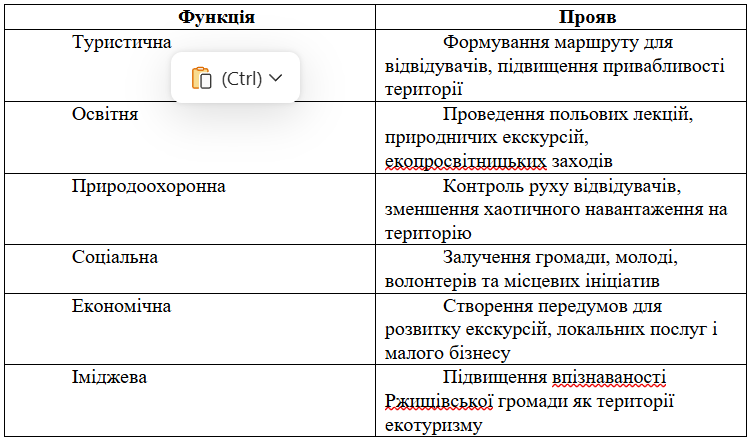 Функція Прояв
Туристична Формування маршруту для
відвідувачів, підвищення привабливості
території
(Ctrl)
Освітня Проведення польових лекцій,
природничих екскурсій,
екопросвітницьких заходів
Природоохоронна Контроль руху відвідувачів,
зменшення хаотичного навантаження на
територію
Соціальна Залучення громади, молоді,
волонтерів та місцевих ініціатив
Економічна Створення передумов для
розвитку екскурсій, локальних послуг і
малого бізнесу
Іміджева Підвищення впізнаваності
Ржищівської громади як території
екотуризму